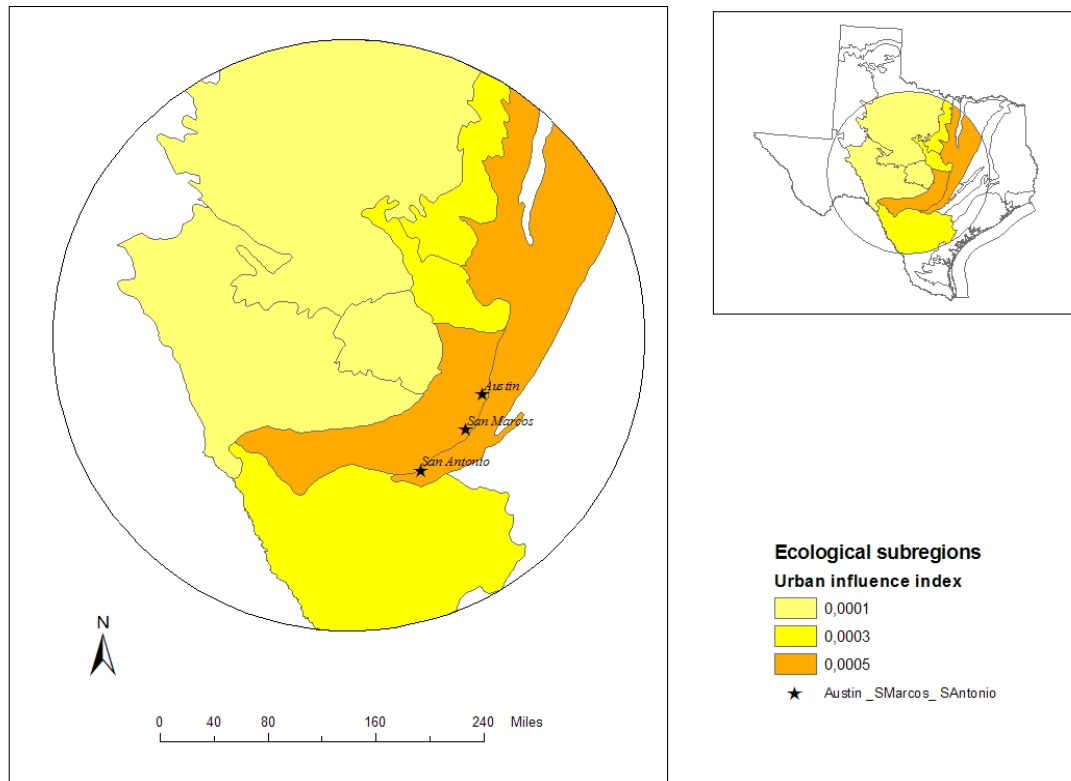 Austin
San Marcos
San Antonio
N
0 40 80 160 240 Miles
Ecological subregions
Urban influence index
0,0001
0,0003
0,0005
Austin _SMarcos_ SAntonio